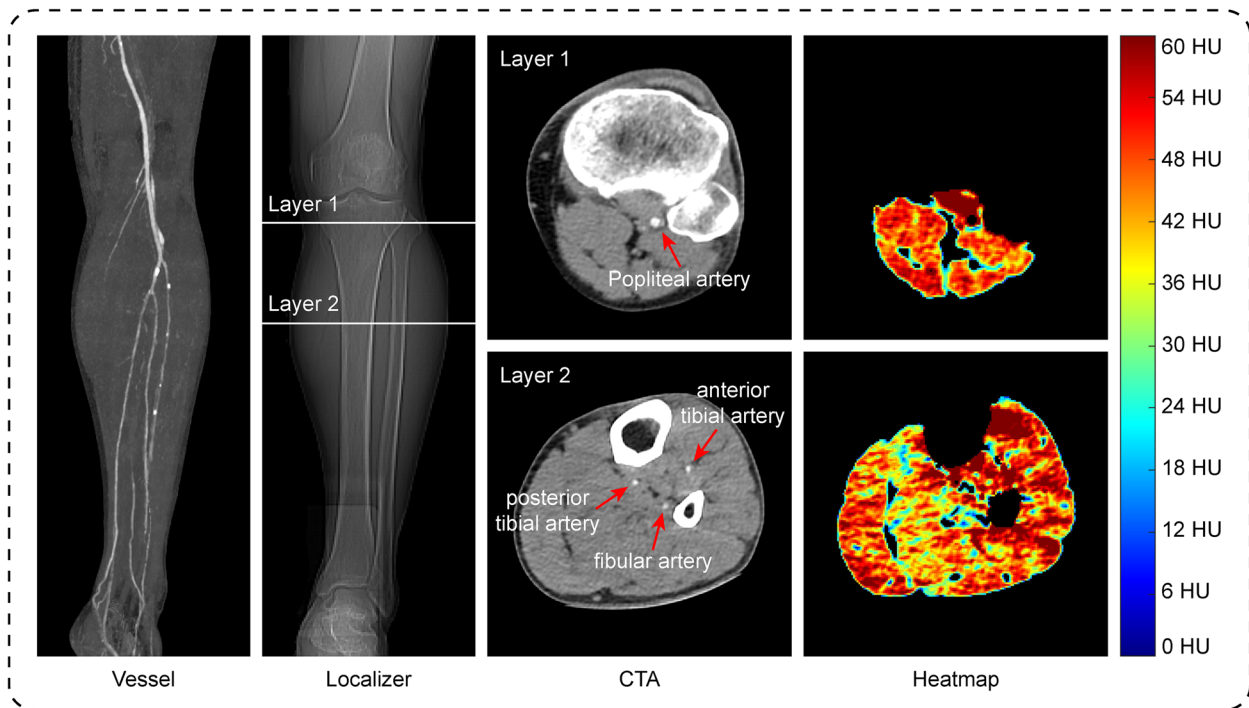 Layer 1
Layer 2
Layer 1
Popliteal artery
Layer 2
anterior
tibial artery
posterior
tibial artery
fibular artery
60 HU
54 HU
48 HU
42 HU
36 HU
30 HU
24 HU
18 HU
12 HU
6 HU
0 HU
Vessel
Localizer
CTA
Heatmap